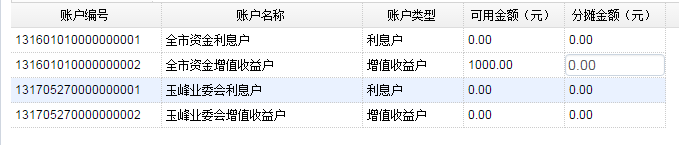 账户编号 账户名称 账户类型 可用金额（元） 分摊金额（元）
131601010000000001 全市资金利息户 利息户 0.00 0.00
131601010000000002 全市资金增值收益户 增值收益户 1000.00 0.00
131705270000000001 玉峰业委会利息户 利息户 0.00 0.00
131705270000000002 玉峰业委会增值收益户 增值收益户 0.00 0.00